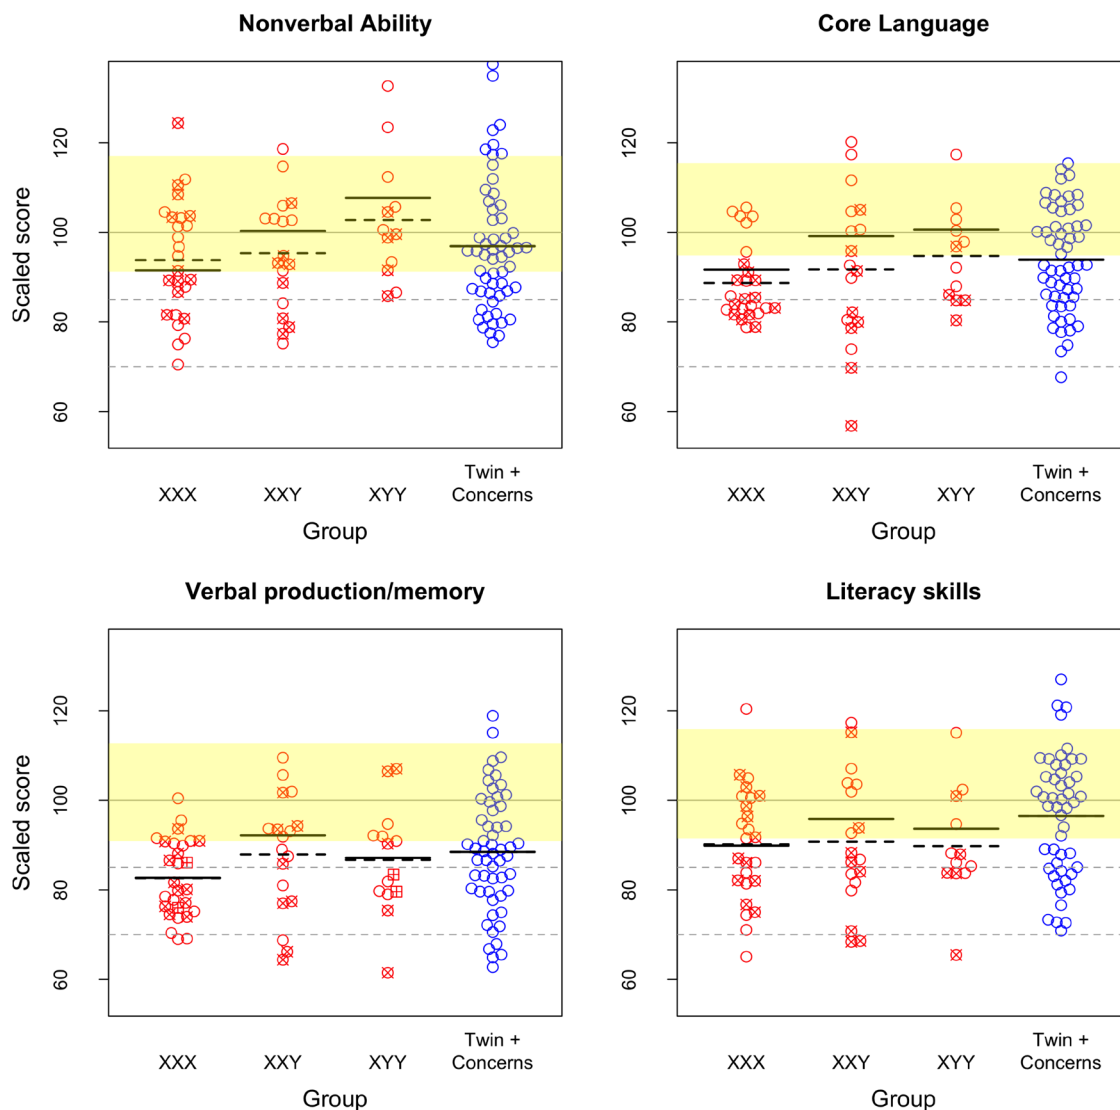 Nonverbal Ability
Scaled score
120
100
80
60
XXX
XXY
XYY
Twin +
Concerns
Group
Core Language
120
100
80
60
XXX
XXY
XYY
Twin +
Concerns
Group
Verbal production/memory
Scaled score
120
100
80
60
XXX
XXY
XYY
Twin +
Concerns
Group
Literacy skills
120
100
80
60
XXX
XXY
XYY
Twin +
Concerns
Group